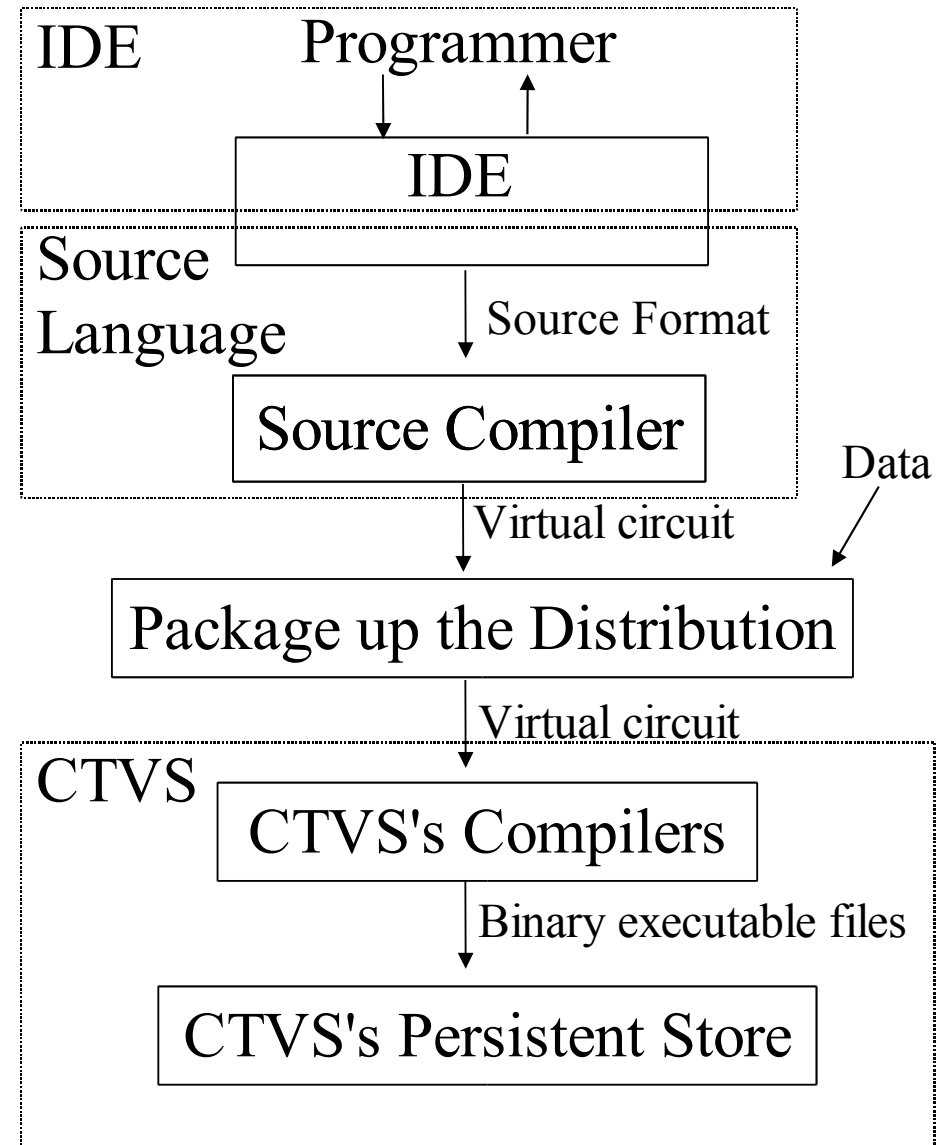 IDE
Programmer
IDE
Source
Language
Source Format
Source Compiler
Data
Virtual circuit
Package up the Distribution
Virtual circuit
CTVS
CTVS's Compilers
Binary executable files
CTVS's Persistent Store